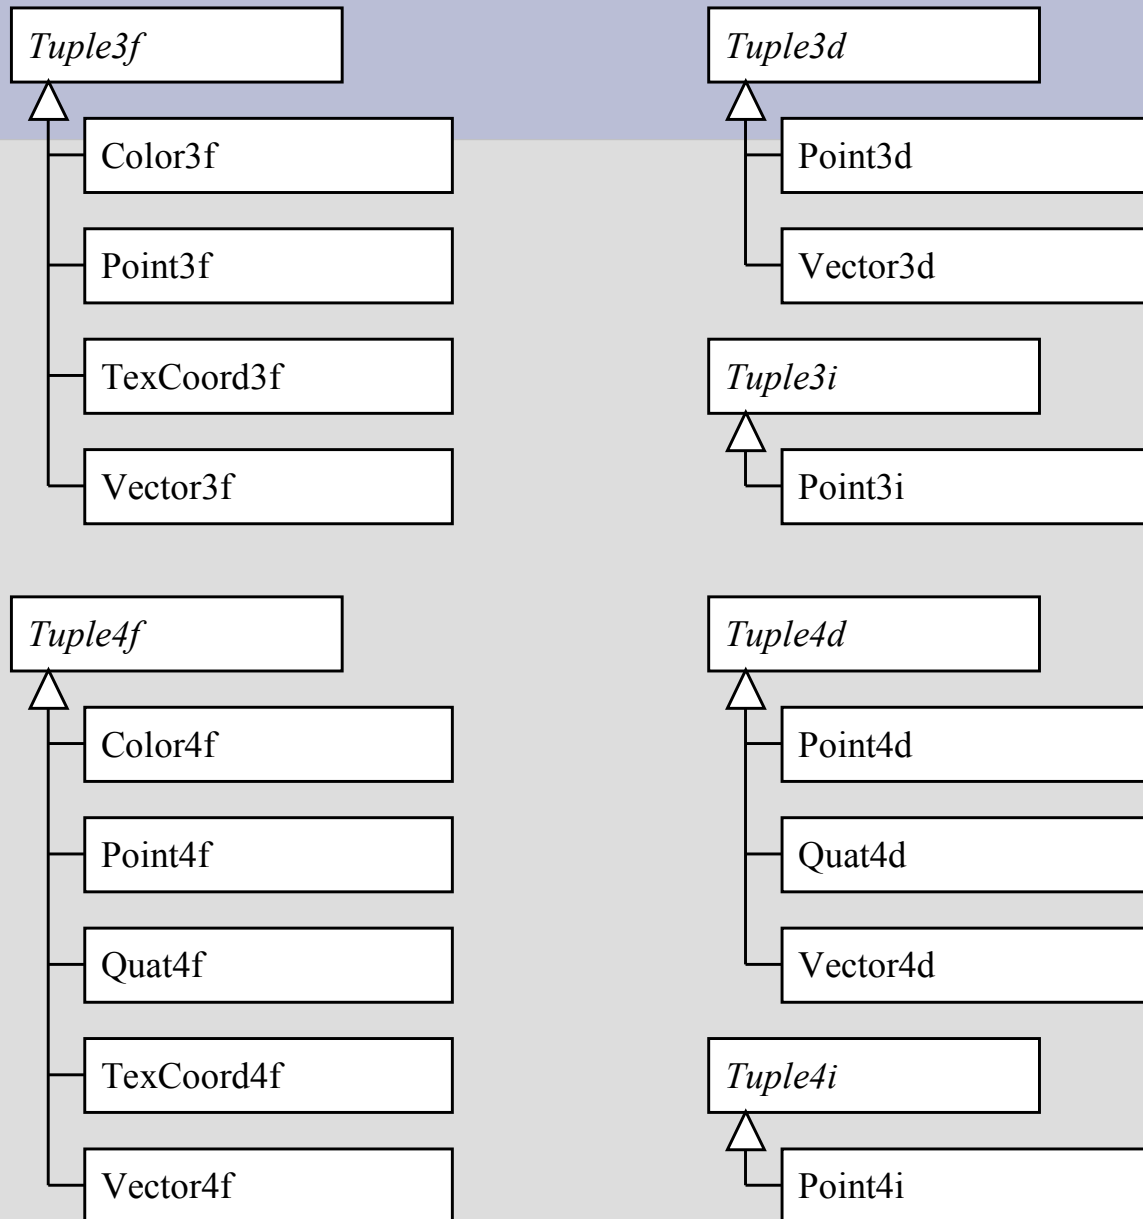 Tuple3f
Color3f
Point3f
TexCoord3f
Vector3f
Tuple3d
Point3d
Vector3d
Tuple3i
Point3i
Tuple4f
Color4f
Point4f
Quat4f
TexCoord4f
Vector4f
Tuple4d
Point4d
Quat4d
Vector4d
Tuple4i
Point4i